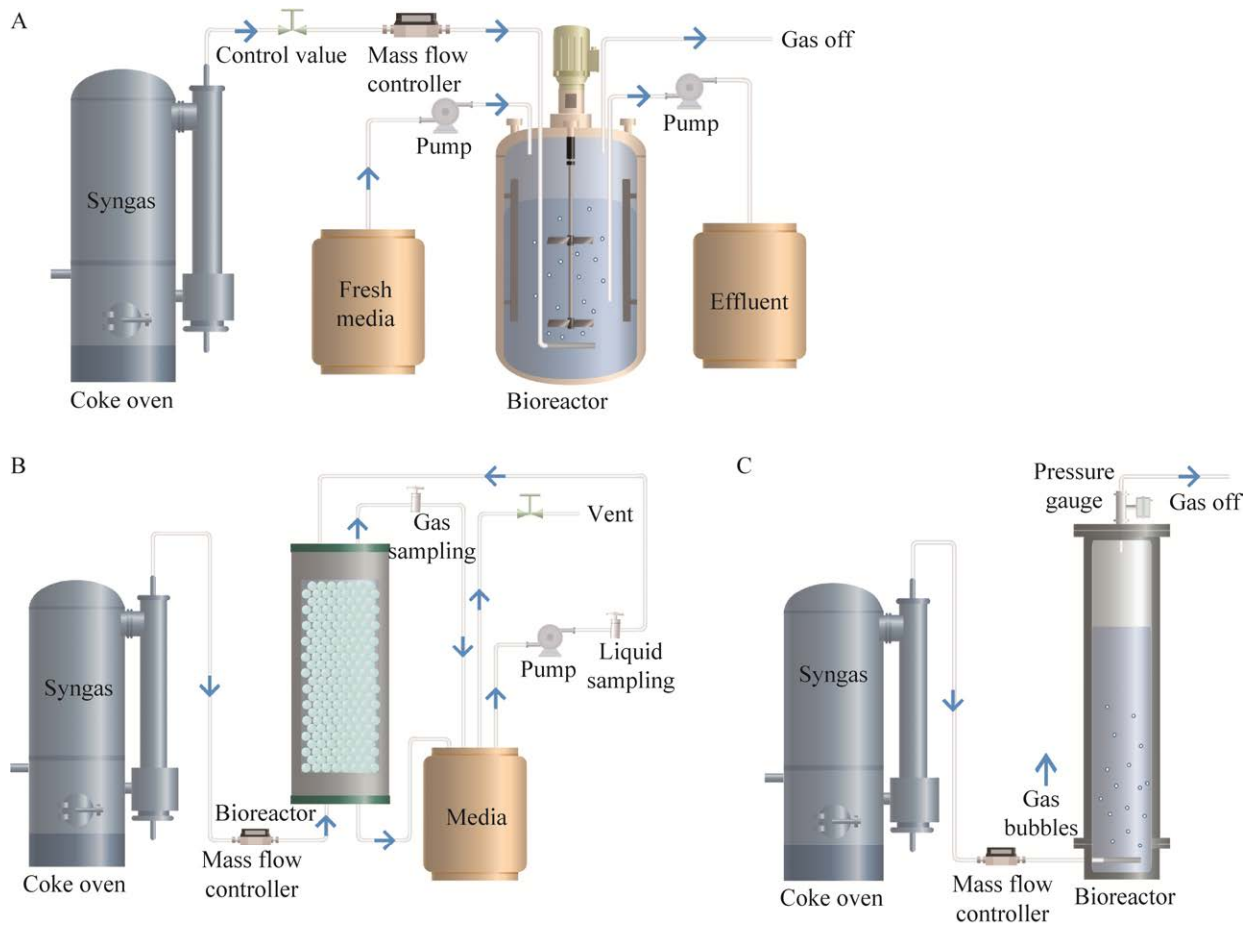 A
Control value
Mass flow
controller
Gas off
Pump
Pump
Syngas
Fresh
media
Effluent
Coke oven
Bioreactor
B
Gas
sampling
Vent
Syngas
Pump
Liquid
sampling
Bioreactor
Media
Mass flow
controller
Coke oven
C
Pressure
gauge
Gas off
Syngas
Gas
bubbles
Mass flow
controller
Coke oven
Bioreactor